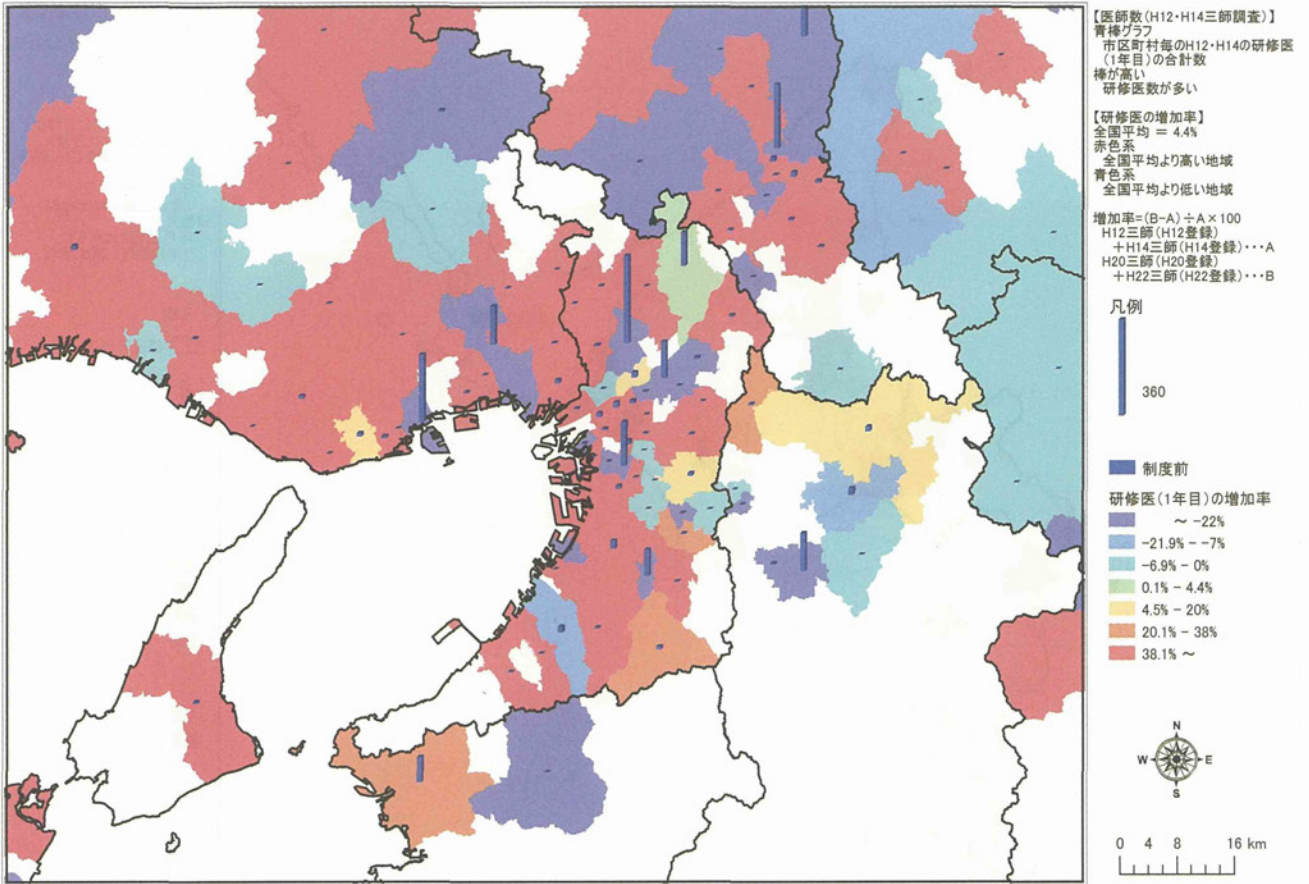 【医師数(H12・H14三師調査)】
青棒グラフ
市区町村毎のH12・H14の研修医
(1年目)の合計数
棒が高い
研修医数が多い
【研修医の増加率】
全国平均 = 4.4%
赤色系
全国平均より高い地域
青色系
全国平均より低い地域
増加率=(B-A)÷A×100
H12三師(H12登録)
+H14三師(H14登録)・・・A
H20三師(H20登録)
+H22三師(H22登録)・・・B
凡例
360
制度前
研修医(1年目)の増加率
~ -22%
-21.9% - -7%
-6.9% - 0%
0.1% - 4.4%
4.5% - 20%
20.1% - 38%
38.1% ~
N
W E
S
0 4 8 16 km